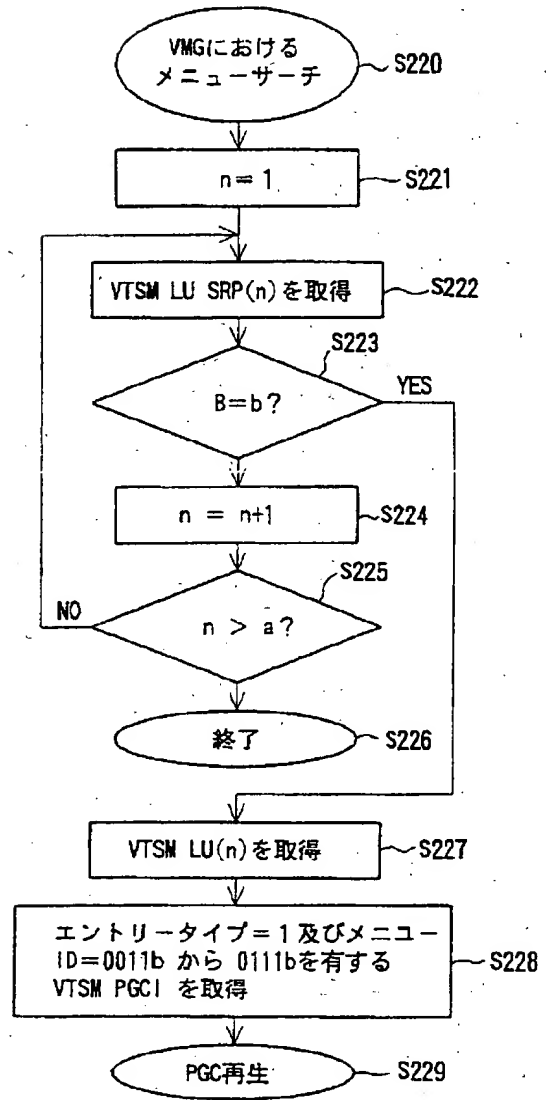 VMGにおける
メニューサーチ
S220
n=1
S221
VTSM LU SRP(n)を取得
S222
S223
B=b?
YES
n = n+1
S224
S225
NO
n > a?
終了
S226
VTSM LU(n)を取得
S227
エントリータイプ=1及びメニュー
ID=0011b から 0111bを有する
VTSM PGCI を取得
S228
PGC再生
S229